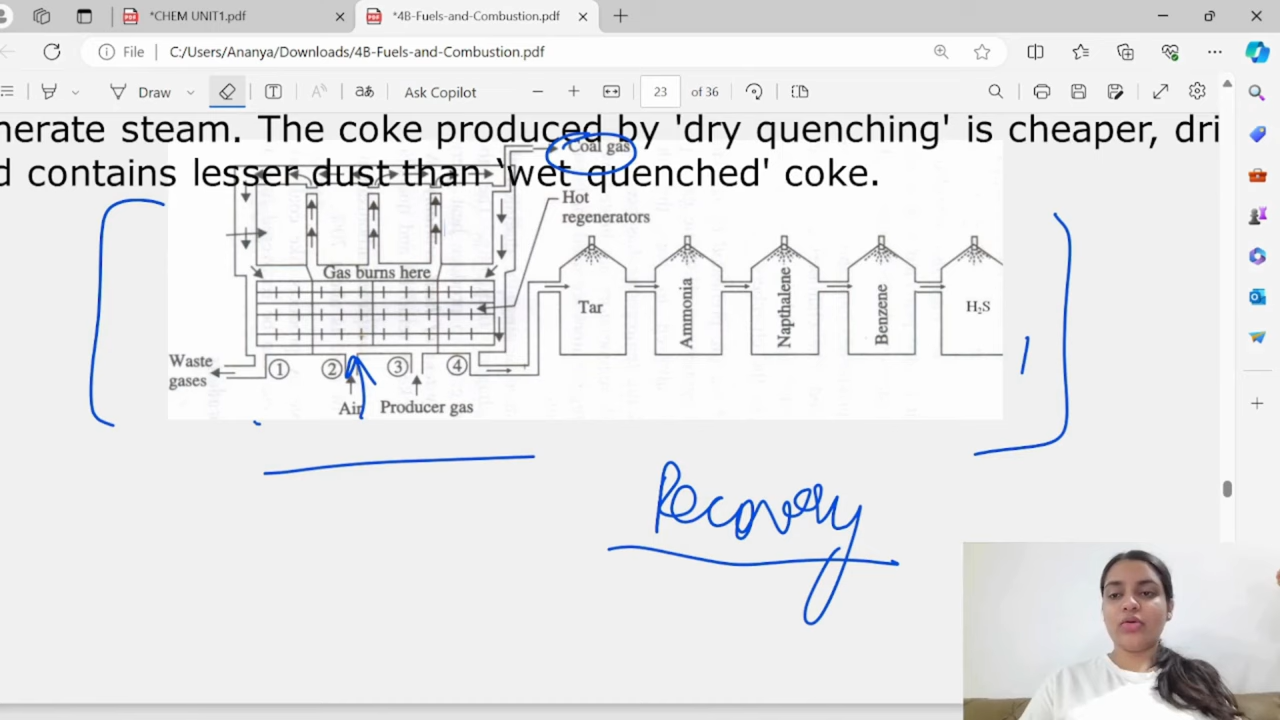 *CHEM UNIT1.pdf
*4B-Fuels-and-Combustion.pdf
File
C:/Users/Ananya/Downloads/4B-Fuels-and-Combustion.pdf
Draw
Ask Copilot
23 of 36
nerate steam. The coke produced by 'dry quenching' is cheaper, dri
d contains lesser dust than 'wet quenched' coke.
Coal gas
Hot
regenerators
Gas burns here
Tar
Ammonia
Napthalene
Benzene
H₂S
Waste
gases
① ② ③ ④
Air
Producer gas
Recovery